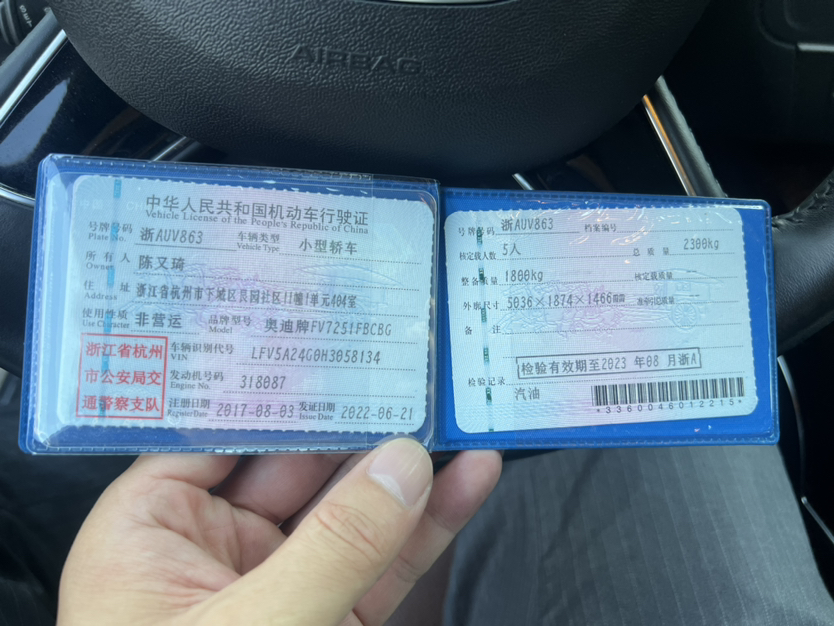 AIRBAG
中华人民共和国机动车行驶证
Vehicle License of the People's Republic of China
号牌号码 浙AUV863 车辆类型 小型轿车
Plate No. Vehicle Type
所有人 陈又琦
Owner
住址 浙江省杭州市下城区艮园社区11幢1单元404室
Address
使用性质 非营运 品牌型号 奥迪牌FV7251FBCBG
Use Character Model
浙江省杭州
市公安局交
通警察支队
车辆识别代号 LFV5A24G0H3058134
VIN
发动机号码 318087
Engine No.
注册日期 2017-08-03 发证日期 2022-06-21
Register Date Issue Date
号牌号码 浙AUV863 档案编号
核定载人数 5人 总质量 2300kg
整备质量 1800kg 核定载质量 --
外廓尺寸 5036×1874×1466mm 准牵引总质量 --
备注
检验有效期至2023年08月浙A
检验记录
汽油
*3360046012215*